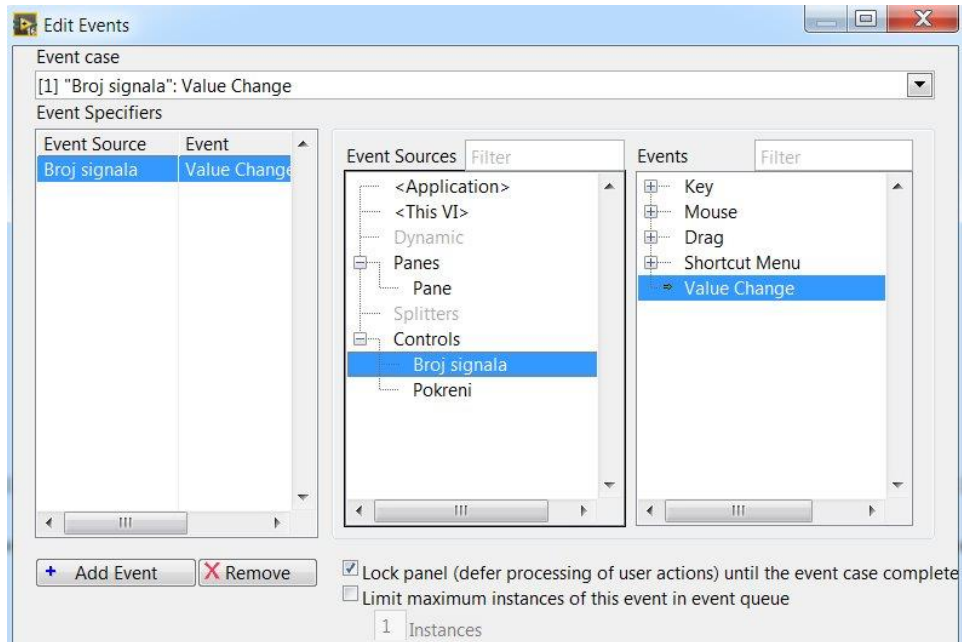 Edit Events
Event case
[1] "Broj signala": Value Change
Event Specifiers
Event Source Event
Broj signala Value Change
Event Sources Filter
<Application>
<This VI>
Dynamic
Panes
Pane
Splitters
Controls
Broj signala
Pokreni
Events Filter
Key
Mouse
Drag
Shortcut Menu
Value Change
+ Add Event X Remove
Lock panel (defer processing of user actions) until the event case complete
Limit maximum instances of this event in event queue
1 Instances